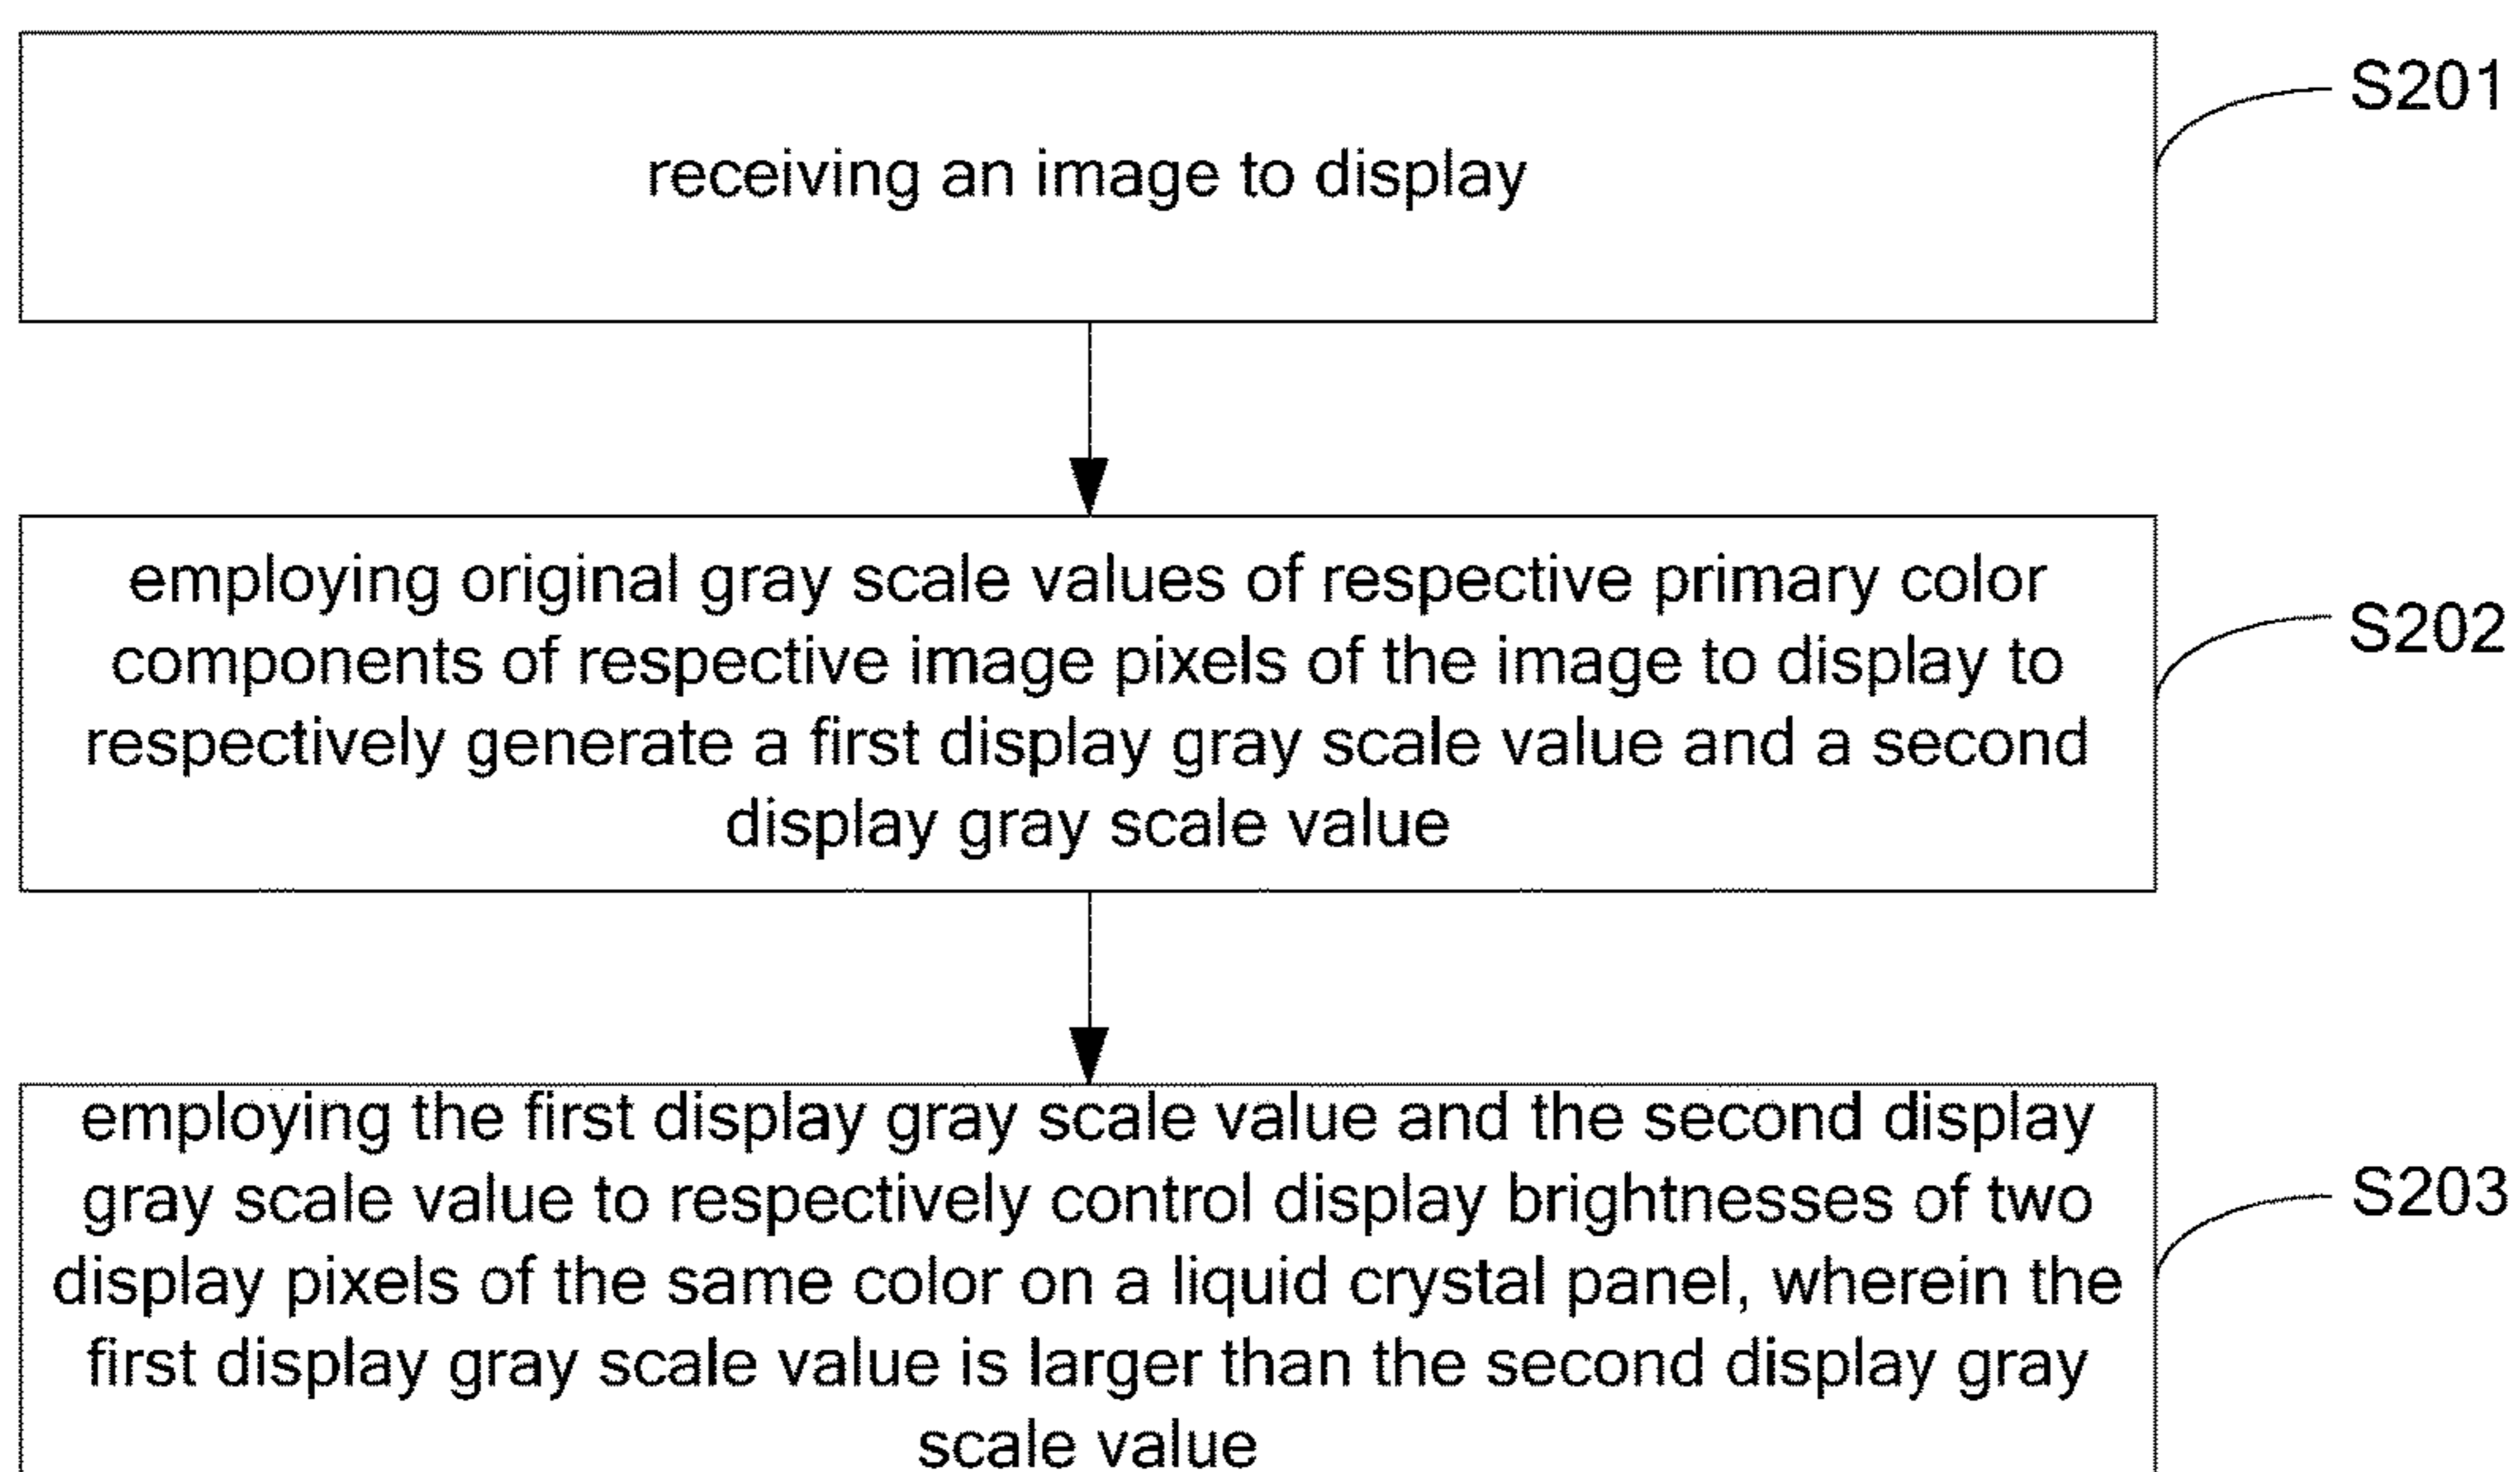 receiving an image to display
S201
employing original gray scale values of respective primary color
components of respective image pixels of the image to display to
respectively generate a first display gray scale value and a second
display gray scale value
S202
employing the first display gray scale value and the second display
gray scale value to respectively control display brightnesses of two
display pixels of the same color on a liquid crystal panel, wherein the
first display gray scale value is larger than the second display gray
scale value
S203